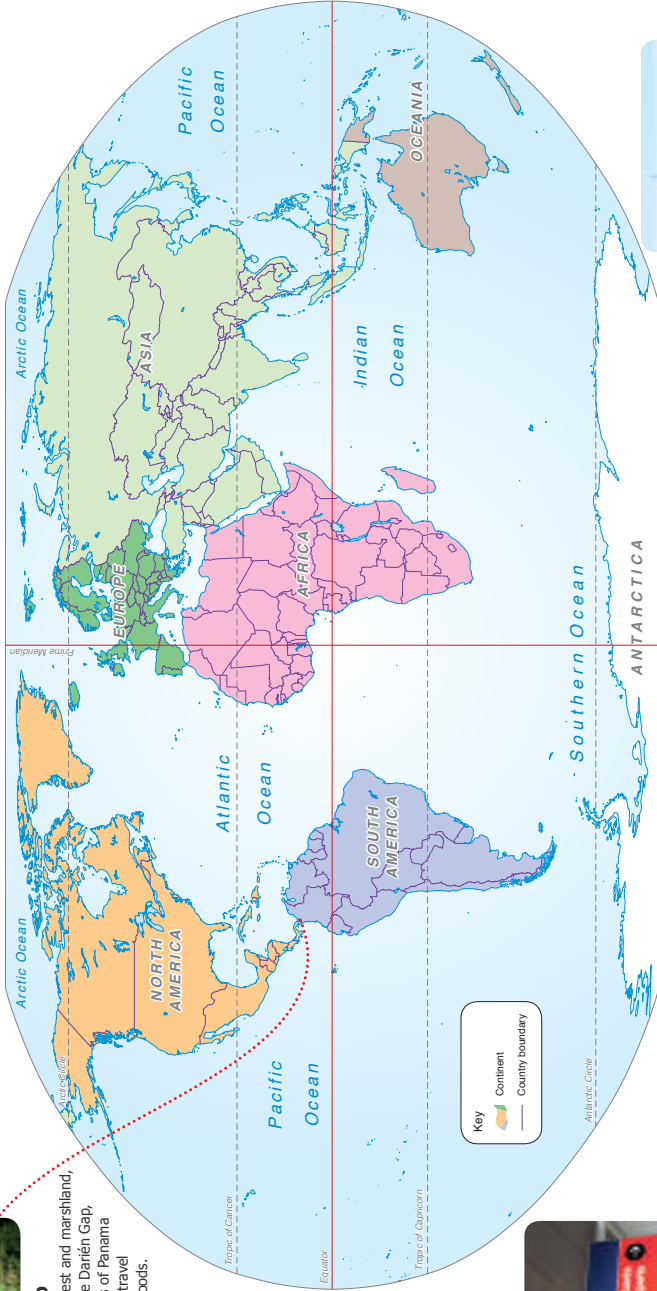 Arctic Ocean
Arctic Ocean
Pacific
Ocean
Prime Meridian
Arctic Circle
NORTH
AMERICA
EUROPE
ASIA
Atlantic
Ocean
Tropic of Cancer
Pacific
Ocean
AFRICA
Equator
Indian
Ocean
SOUTH
AMERICA
OCEANIA
Tropic of Capricorn
Key
Continent
Country boundary
Southern Ocean
Antarctic Circle
ANTARCTICA
est and marshland,
e Darién Gap,
s of Panama
travel
oods.